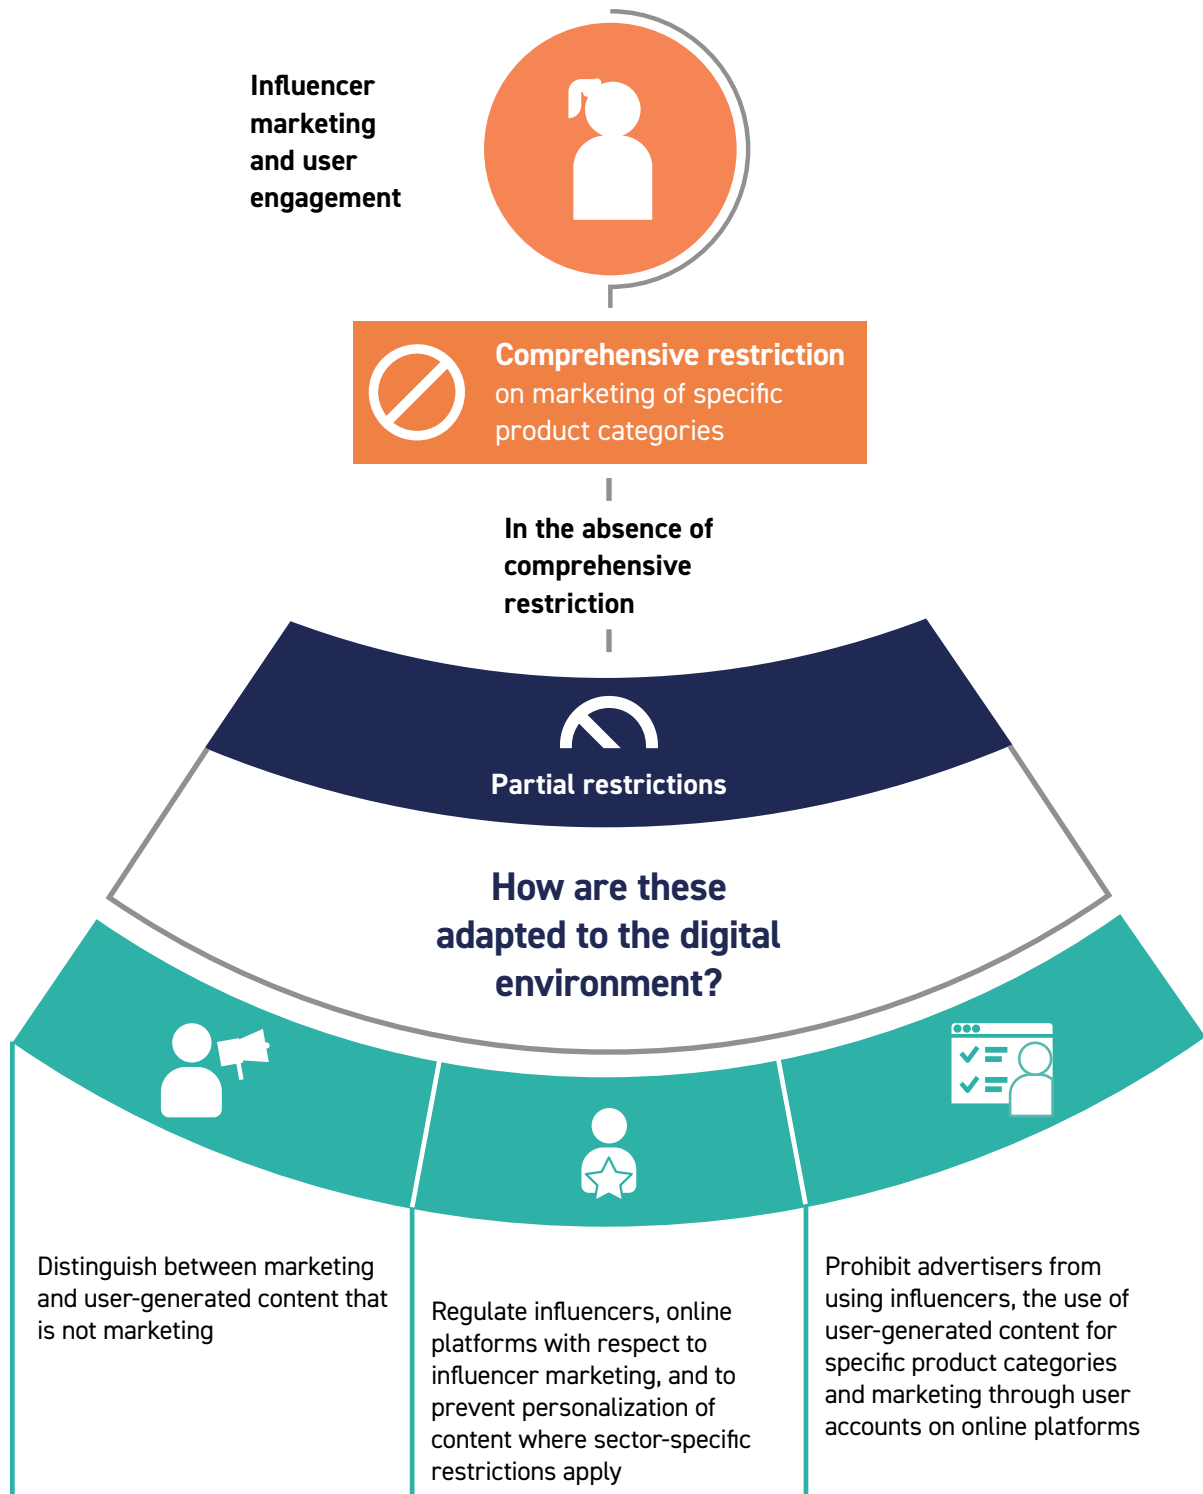 Influencer
marketing
and user
engagement
Comprehensive restriction
on marketing of specific
product categories
In the absence of
comprehensive
restriction
Partial restrictions
How are these
adapted to the digital
environment?
Distinguish between marketing
and user-generated content that
is not marketing
Regulate influencers, online
platforms with respect to
influencer marketing, and to
prevent personalization of
content where sector-specific
restrictions apply
Prohibit advertisers from
using influencers, the use of
user-generated content for
specific product categories
and marketing through user
accounts on online platforms